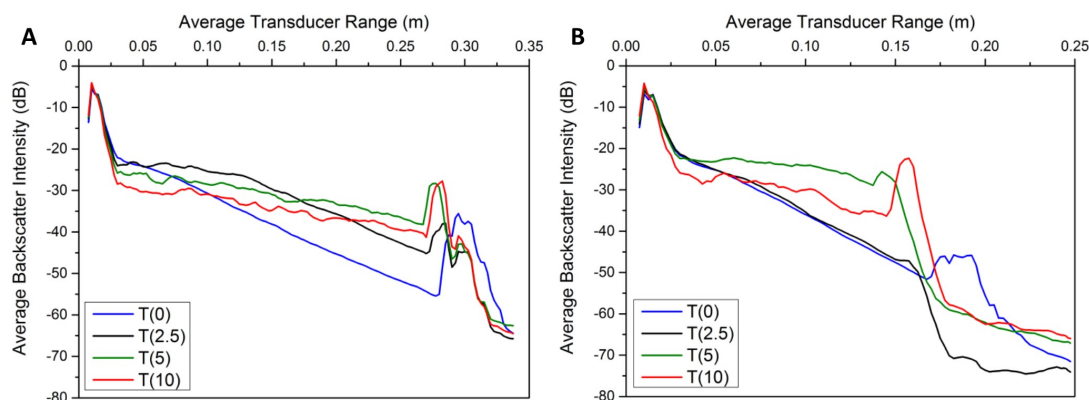 A
Average Transducer Range (m)
0.00 0.05 0.10 0.15 0.20 0.25 0.30 0.35
Average Backscatter Intensity (dB)
0
-10
-20
-30
-40
-50
-60
-70
-80
T(0)
T(2.5)
T(5)
T(10)
B
Average Transducer Range (m)
0.00 0.05 0.10 0.15 0.20 0.25
Average Backscatter Intensity (dB)
0
-10
-20
-30
-40
-50
-60
-70
-80
T(0)
T(2.5)
T(5)
T(10)